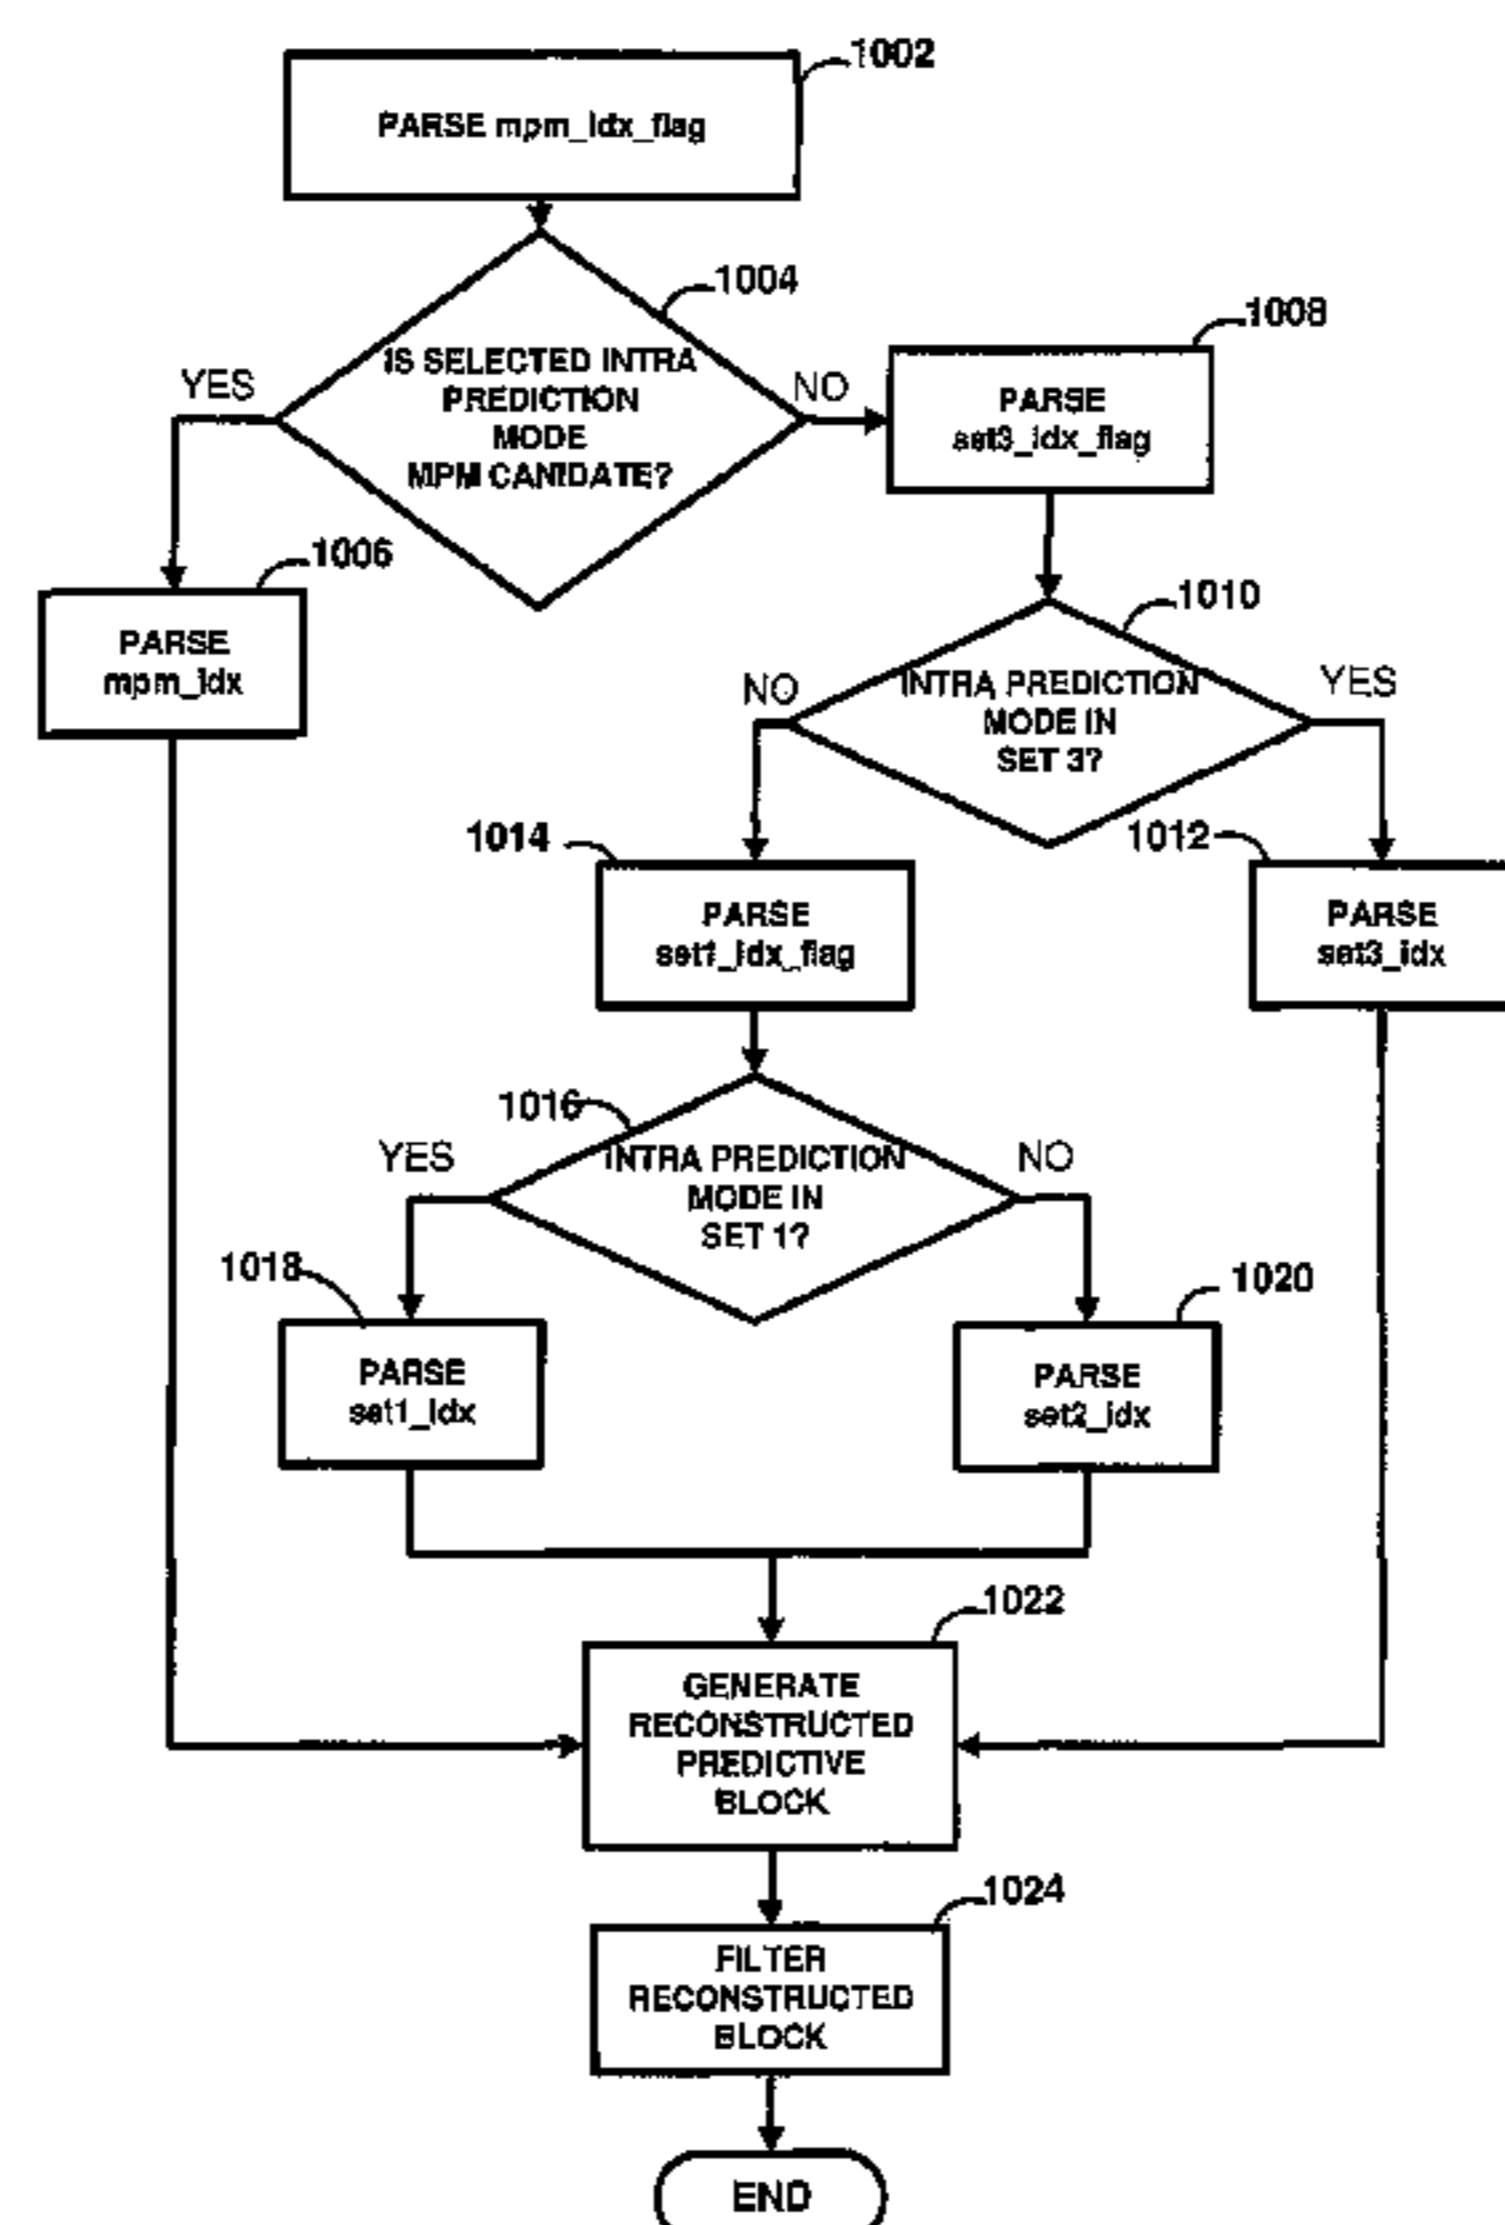 1002
PARSE mpm_idx_flag
1004
1008
IS SELECTED INTRA
PREDICTION
MODE
MPM CANIDATE?
YES
NO
PARSE
set3_idx_flag
1006
PARSE
mpm_idx
1010
INTRA PREDICTION
MODE IN
SET 3?
NO
YES
1014
PARSE
set1_idx_flag
1012
PARSE
set3_idx
1016
INTRA PREDICTION
MODE IN
SET 1?
YES
NO
1018
PARSE
set1_idx
1020
PARSE
set2_idx
1022
GENERATE
RECONSTRUCTED
PREDICTIVE
BLOCK
1024
FILTER
RECONSTRUCTED
BLOCK
END